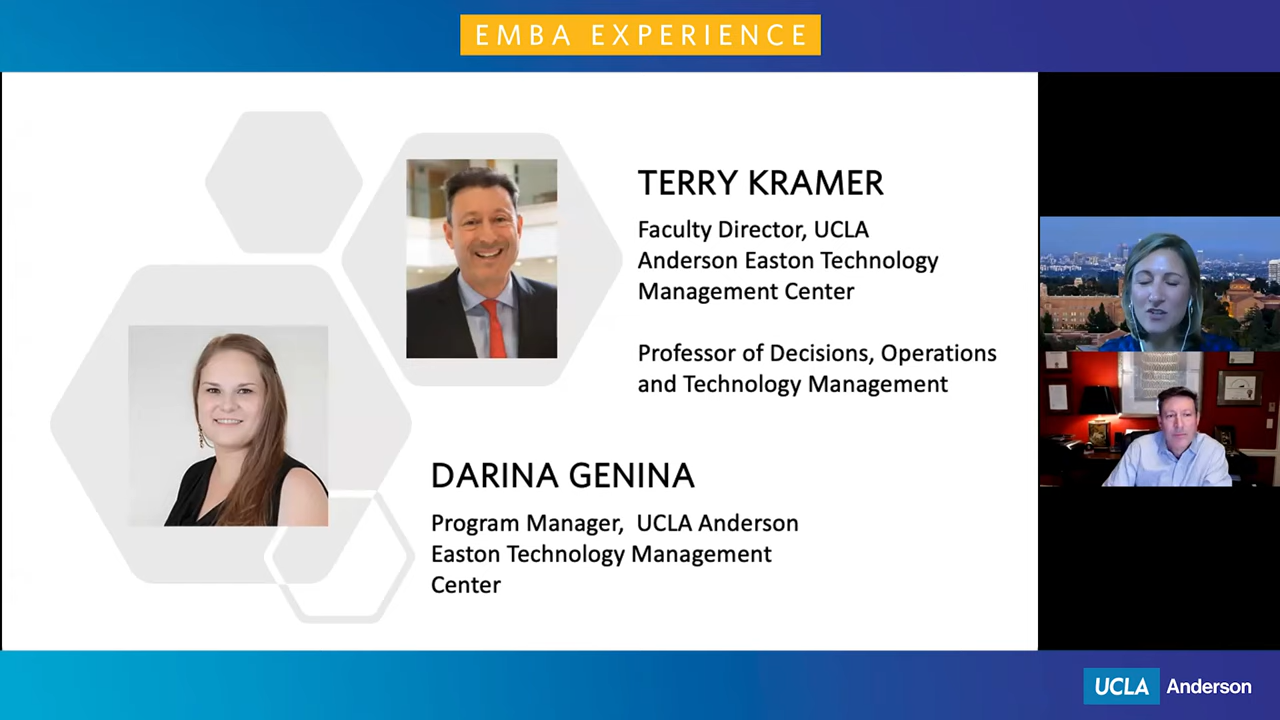 EMBA EXPERIENCE
TERRY KRAMER
Faculty Director, UCLA
Anderson Easton Technology
Management Center
Professor of Decisions, Operations
and Technology Management
DARINA GENINA
Program Manager, UCLA Anderson
Easton Technology Management
Center
UCLA Anderson